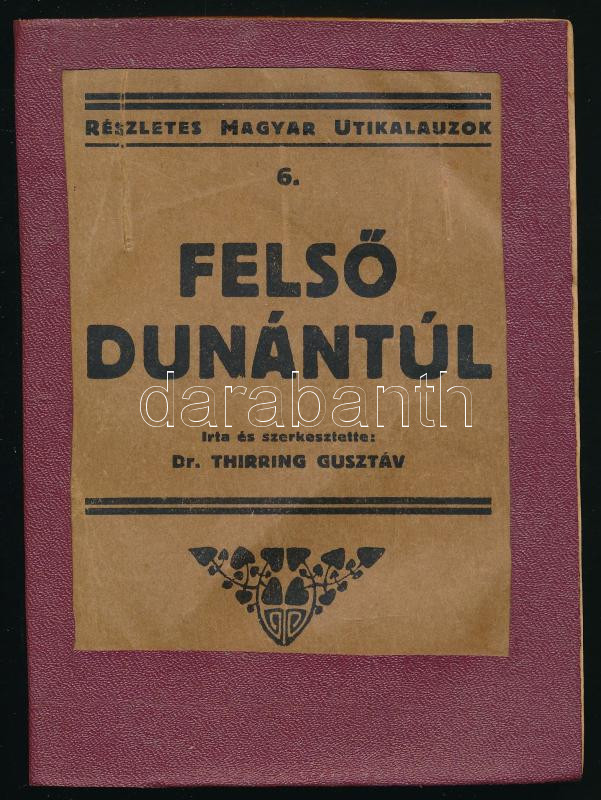 RÉSZLETES MAGYAR UTIKALAUZOK
6.
FELSŐ
DUNÁNTÚL
darabanth
Irta és szerkesztette:
Dr. THIRRING GUSZTÁV